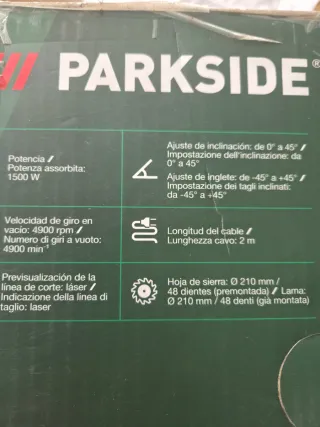 PARKSIDE®
Potencia /
Potenza assorbita:
1500 W
Ajuste de inclinación: de 0° a 45° /
Impostazione dell'inclinazione: da
0° a 45°
Ajuste de inglete: de -45° a +45° /
Impostazione dei tagli inclinati:
da -45° a +45°
Velocidad de giro en
vacío: 4900 rpm /
Numero di giri a vuoto:
4900 min⁻¹
Longitud del cable /
Lunghezza cavo: 2 m
Previsualización de la
línea de corte: láser /
Indicazione della linea di
taglio: laser
Hoja de sierra: Ø 210 mm /
48 dientes (premontada) / Lama:
Ø 210 mm / 48 denti (già montata)